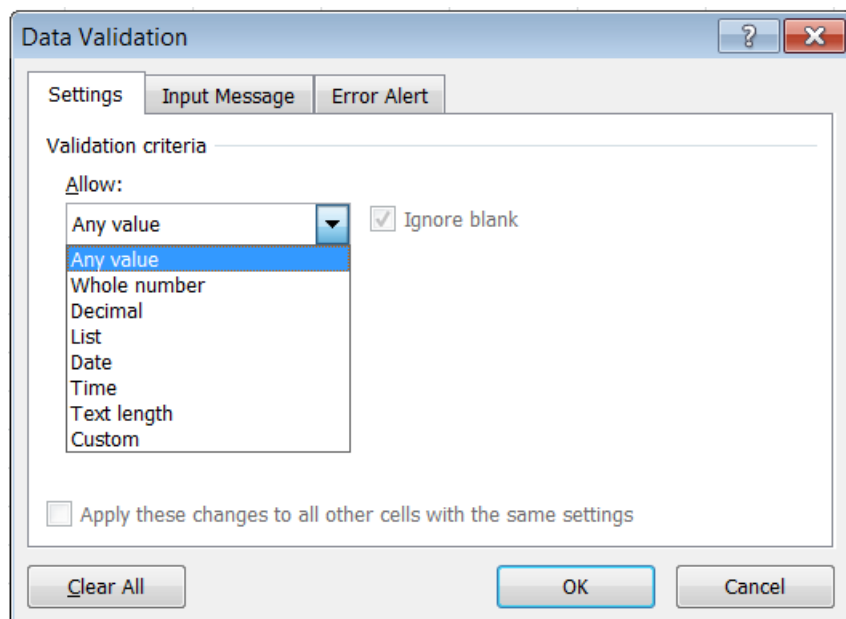 Data Validation
?
Settings
Input Message
Error Alert
Validation criteria
Allow:
Any value
Ignore blank
Any value
Whole number
Decimal
List
Date
Time
Text length
Custom
Apply these changes to all other cells with the same settings
Clear All
OK
Cancel